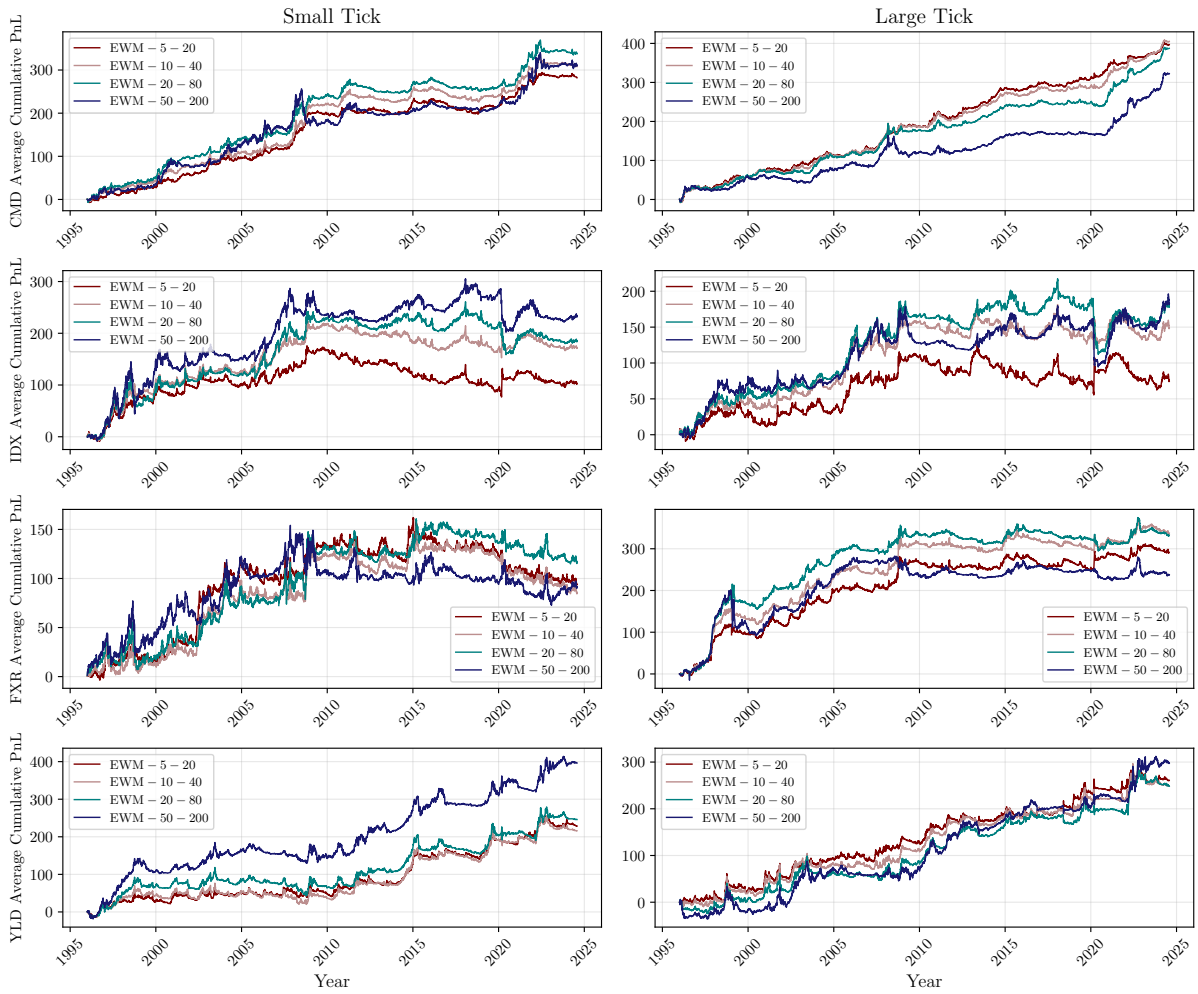 Small Tick
Large Tick
CMD Average Cumulative PnL
EWM − 5 − 20
EWM − 10 − 40
EWM − 20 − 80
EWM − 50 − 200
300
200
100
0
1995
2000
2005
2010
2015
2020
2025
EWM − 5 − 20
EWM − 10 − 40
EWM − 20 − 80
EWM − 50 − 200
400
300
200
100
0
1995
2000
2005
2010
2015
2020
2025
IDX Average Cumulative PnL
EWM − 5 − 20
EWM − 10 − 40
EWM − 20 − 80
EWM − 50 − 200
300
200
100
0
1995
2000
2005
2010
2015
2020
2025
EWM − 5 − 20
EWM − 10 − 40
EWM − 20 − 80
EWM − 50 − 200
200
150
100
50
0
1995
2000
2005
2010
2015
2020
2025
FXR Average Cumulative PnL
150
100
50
0
EWM − 5 − 20
EWM − 10 − 40
EWM − 20 − 80
EWM − 50 − 200
1995
2000
2005
2010
2015
2020
2025
300
200
100
0
EWM − 5 − 20
EWM − 10 − 40
EWM − 20 − 80
EWM − 50 − 200
1995
2000
2005
2010
2015
2020
2025
YLD Average Cumulative PnL
EWM − 5 − 20
EWM − 10 − 40
EWM − 20 − 80
EWM − 50 − 200
400
300
200
100
0
1995
2000
2005
2010
2015
2020
2025
Year
EWM − 5 − 20
EWM − 10 − 40
EWM − 20 − 80
EWM − 50 − 200
300
200
100
0
1995
2000
2005
2010
2015
2020
2025
Year